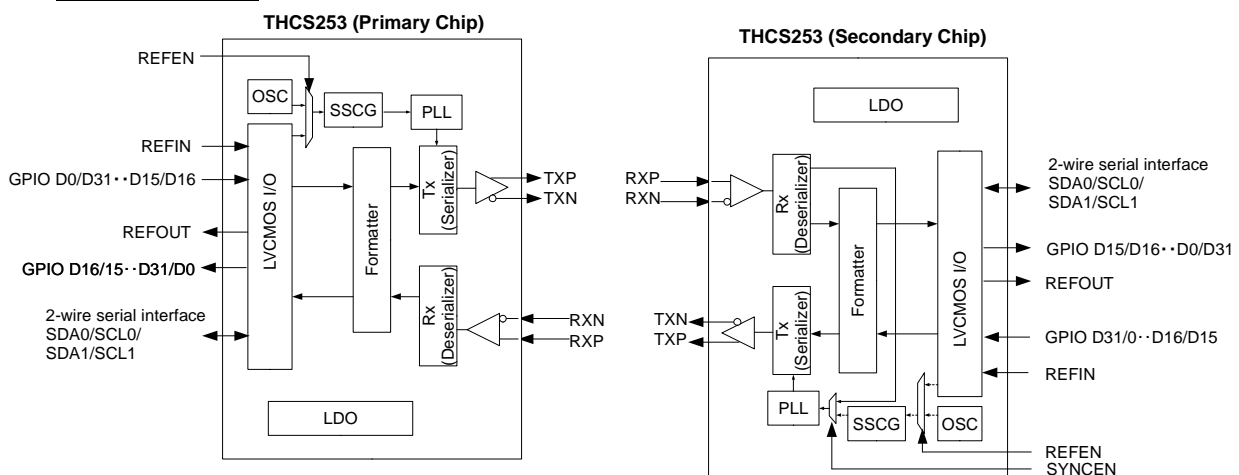 THCS253 (Primary Chip)
REFEN
OSC
SSCG
PLL
REFIN
GPIO D0/D31··D15/D16
REFOUT
GPIO D16/15··D31/D0
2-wire serial interface
SDA0/SCL0/
SDA1/SCL1
LVCMOS I/O
Formatter
Tx
(Serializer)
TXP
TXN
Rx
(Deserializer)
RXN
RXP
LDO
THCS253 (Secondary Chip)
LDO
RXP
RXN
Rx
(Deserializer)
Formatter
LVCMOS I/O
2-wire serial interface
SDA0/SCL0/
SDA1/SCL1
GPIO D15/D16··D0/D31
REFOUT
TXN
TXP
Tx
(Serializer)
GPIO D31/0··D16/D15
REFIN
PLL
SSCG
OSC
REFEN
SYNCEN